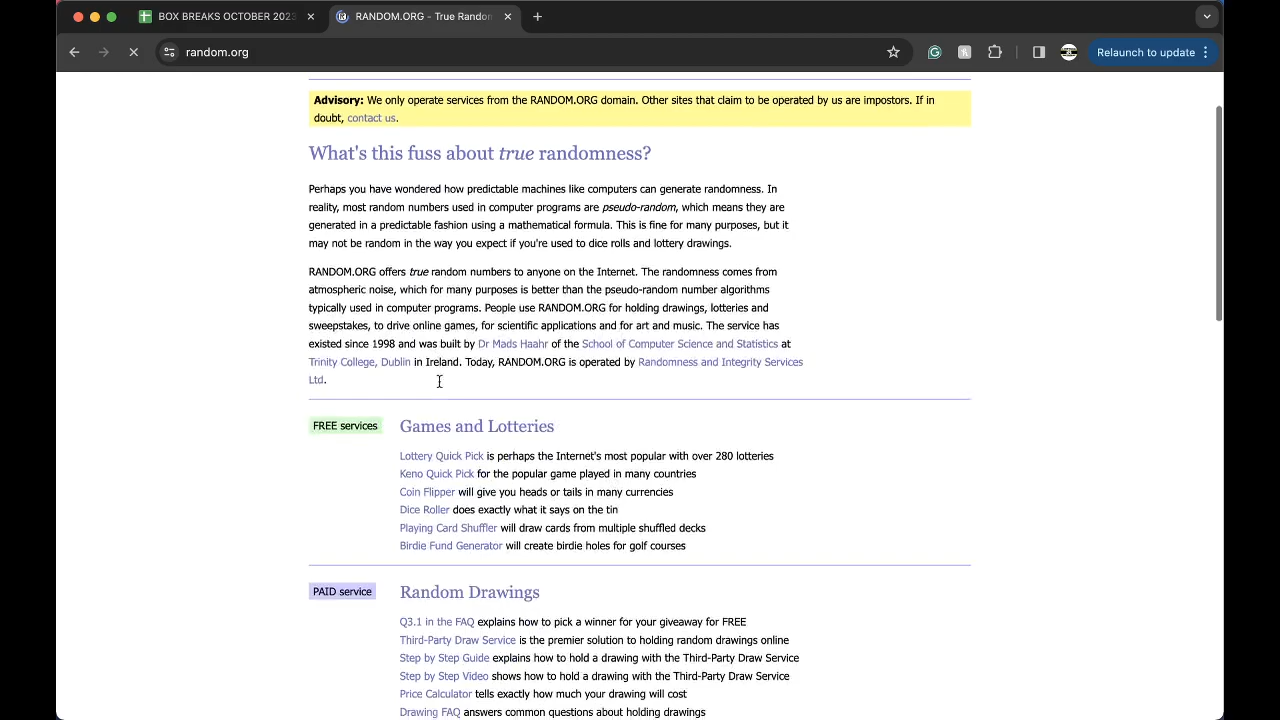 BOX BREAKS OCTOBER 2023
RANDOM.ORG - True Random
random.org
Relaunch to update
Advisory: We only operate services from the RANDOM.ORG domain. Other sites that claim to be operated by us are impostors. If in
doubt, contact us.
What's this fuss about true randomness?
Perhaps you have wondered how predictable machines like computers can generate randomness. In
reality, most random numbers used in computer programs are pseudo-random, which means they are
generated in a predictable fashion using a mathematical formula. This is fine for many purposes, but it
may not be random in the way you expect if you're used to dice rolls and lottery drawings.
RANDOM.ORG offers true random numbers to anyone on the Internet. The randomness comes from
atmospheric noise, which for many purposes is better than the pseudo-random number algorithms
typically used in computer programs. People use RANDOM.ORG for holding drawings, lotteries and
sweepstakes, to drive online games, for scientific applications and for art and music. The service has
existed since 1998 and was built by Dr Mads Haahr of the School of Computer Science and Statistics at
Trinity College, Dublin in Ireland. Today, RANDOM.ORG is operated by Randomness and Integrity Services
Ltd.
FREE services
Games and Lotteries
Lottery Quick Pick is perhaps the Internet's most popular with over 280 lotteries
Keno Quick Pick for the popular game played in many countries
Coin Flipper will give you heads or tails in many currencies
Dice Roller does exactly what it says on the tin
Playing Card Shuffler will draw cards from multiple shuffled decks
Birdie Fund Generator will create birdie holes for golf courses
PAID service
Random Drawings
Q3.1 in the FAQ explains how to pick a winner for your giveaway for FREE
Third-Party Draw Service is the premier solution to holding random drawings online
Step by Step Guide explains how to hold a drawing with the Third-Party Draw Service
Step by Step Video shows how to hold a drawing with the Third-Party Draw Service
Price Calculator tells exactly how much your drawing will cost
Drawing FAQ answers common questions about holding drawings